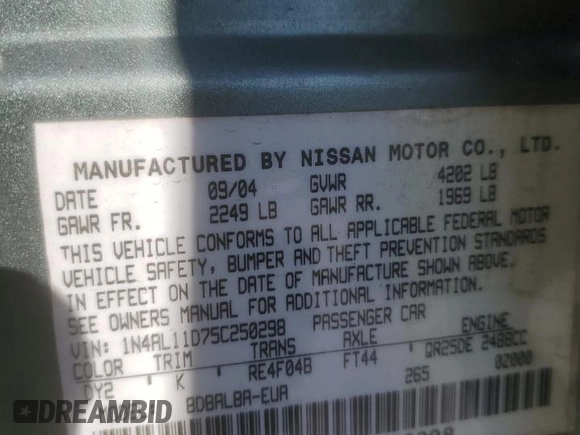 MANUFACTURED BY NISSAN MOTOR CO., LTD.
DATE 09/04 GVWR 4202 LB
GAWR FR. 2249 LB GAWR RR. 1969 LB
THIS VEHICLE CONFORMS TO ALL APPLICABLE FEDERAL MOTOR
VEHICLE SAFETY, BUMPER AND THEFT PREVENTION STANDARDS
IN EFFECT ON THE DATE OF MANUFACTURE SHOWN ABOVE.
SEE OWNERS MANUAL FOR ADDITIONAL INFORMATION.
VIN: 1N4AL11D75C250298 PASSENGER CAR
COLOR TRIM TRANS AXLE ENGINE
DY2 K RE4F04B FT44 QR25DE 2488CC
BDBALBA-EUA 265 02000
DREAMBID